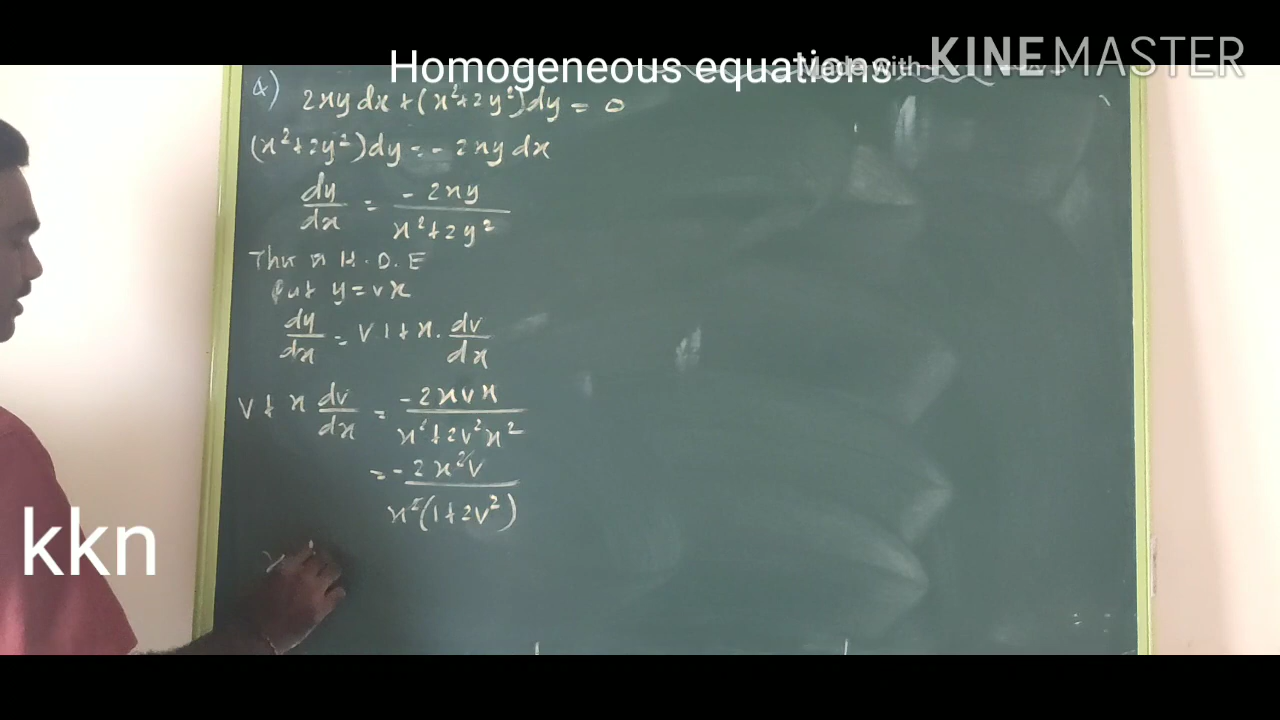 Homogeneous equations
Made with KINEMASTER
2xy dx + (x²+2y²)dy = 0
(x²+2y²)dy = - 2xy dx
dy/dx = - 2xy / x²+2y²
This is H.D.E
Put y=vx
dy/dx = V 1 + x. dv/dx
V + x dv/dx = -2xvx / x²+2v²x²
= -2x²v / x²(1+2v²)
kkn